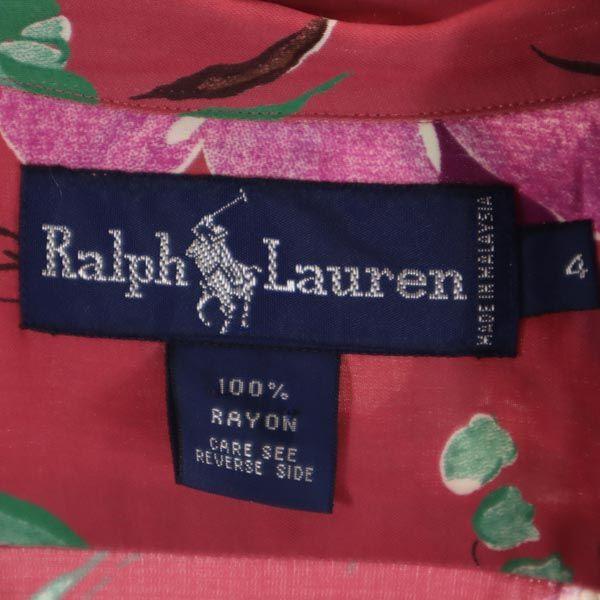 Ralph Lauren
MADE IN MALAYSIA
4
100%
RAYON
CARE SEE
REVERSE SIDE